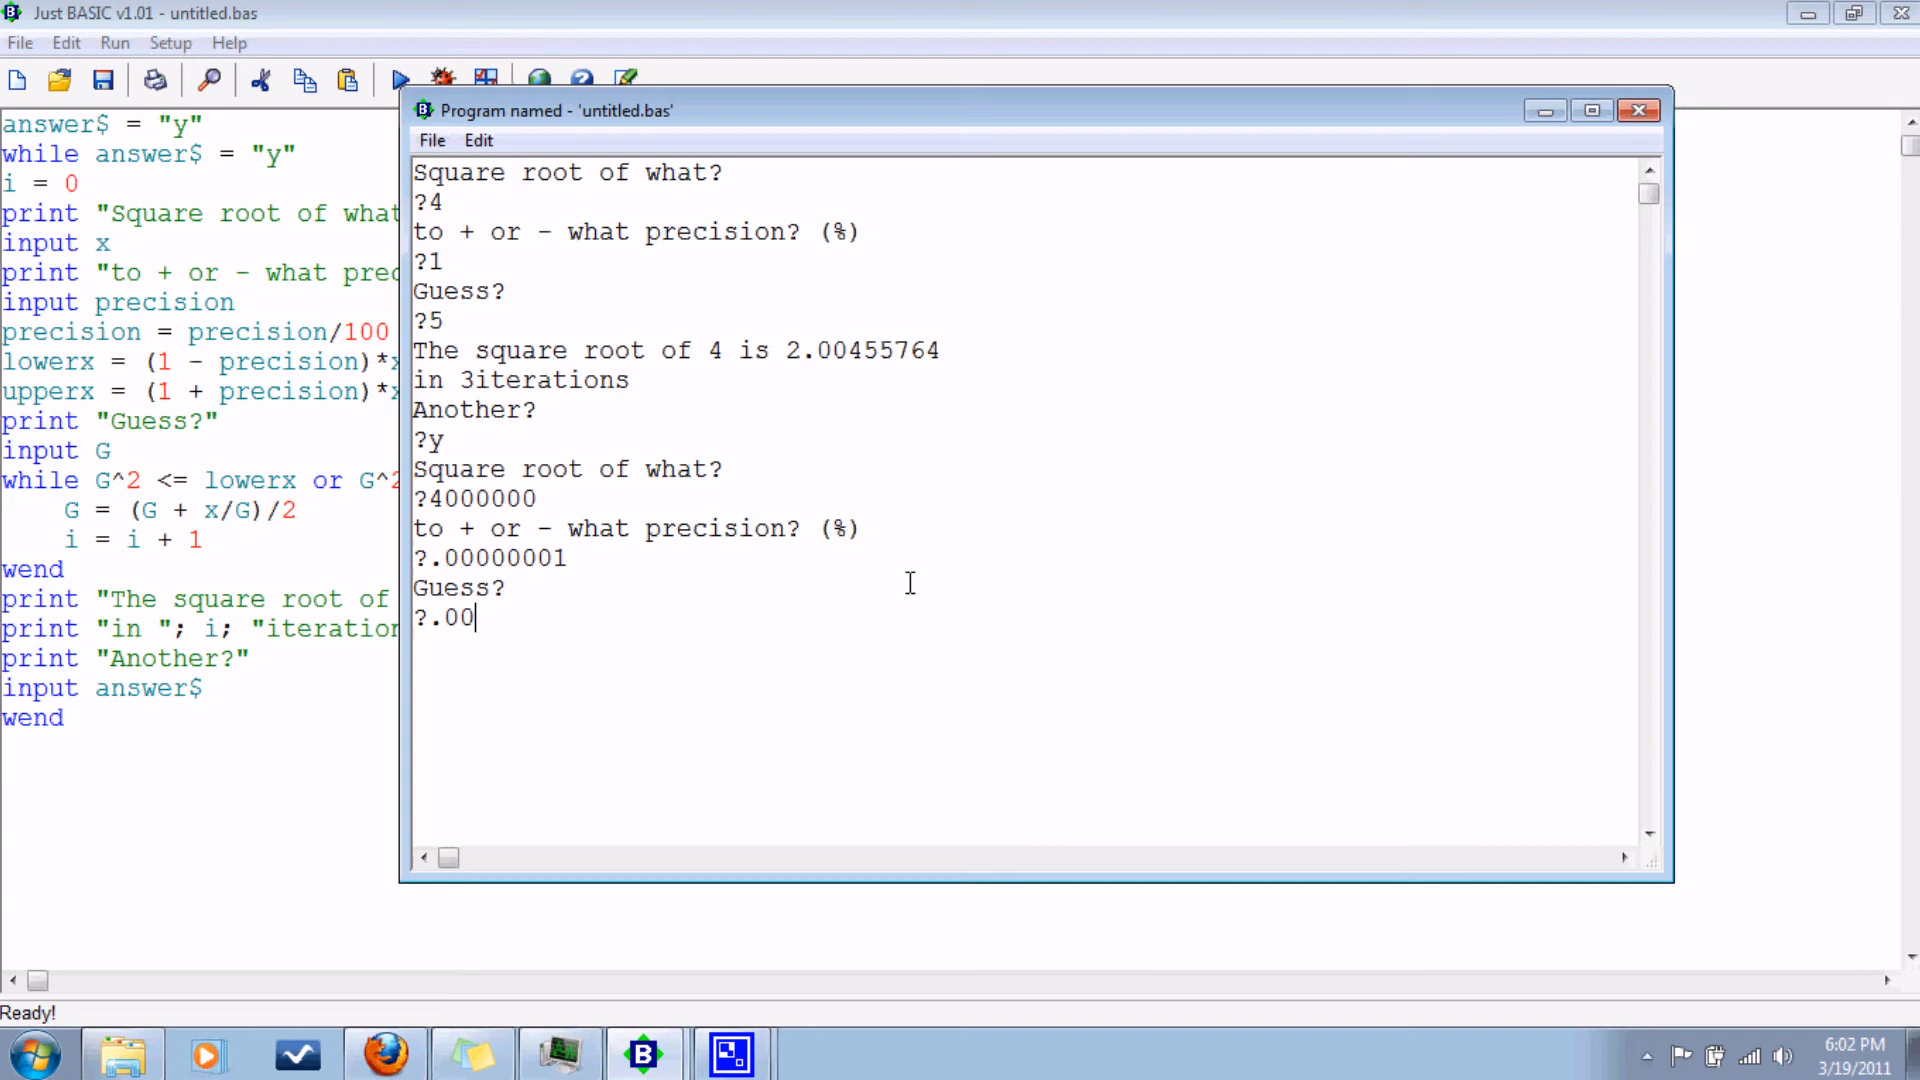 Just BASIC v1.01 - untitled.bas
File Edit Run Setup Help
answer$ = "y"
while answer$ = "y"
i = 0
print "Square root of what
input x
print "to + or - what prec
input precision
precision = precision/100
lowerx = (1 - precision)*x
upperx = (1 + precision)*x
print "Guess?"
input G
while G^2 <= lowerx or G^2
G = (G + x/G)/2
i = i + 1
wend
print "The square root of
print "in "; i; "iteration
print "Another?"
input answer$
wend
Program named - 'untitled.bas'
File Edit
Square root of what?
?4
to + or - what precision? (%)
?1
Guess?
?5
The square root of 4 is 2.00455764
in 3iterations
Another?
?y
Square root of what?
?4000000
to + or - what precision? (%)
?.00000001
Guess?
?.00
Ready!
B
6:02 PM
3/19/2011